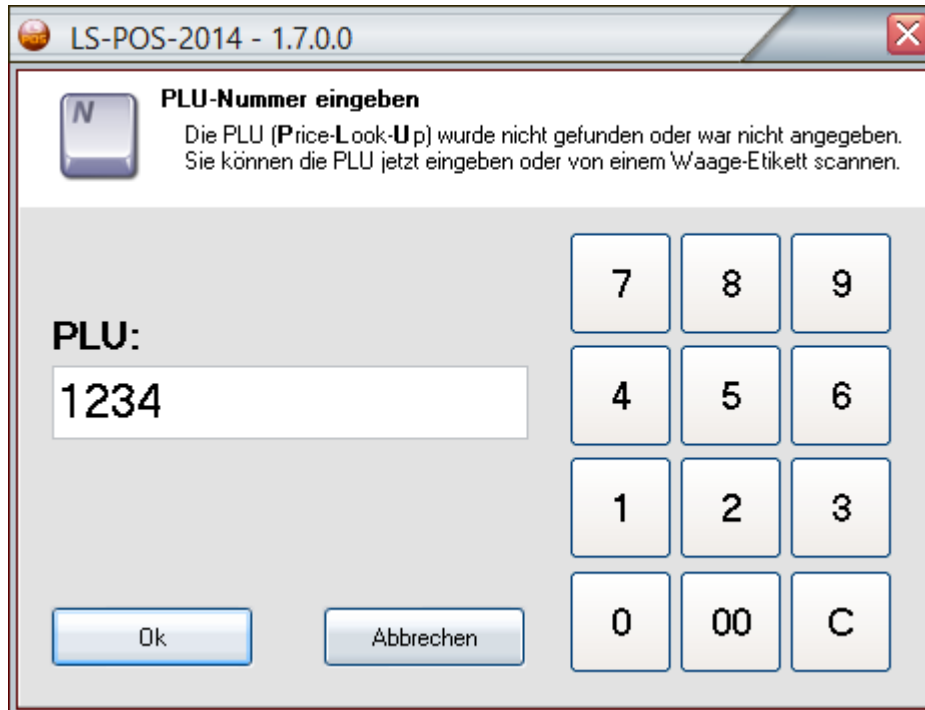 LS-POS-2014 - 1.7.0.0
N
PLU-Nummer eingeben
Die PLU (Price-Look-Up) wurde nicht gefunden oder war nicht angegeben.
Sie können die PLU jetzt eingeben oder von einem Waage-Etikett scannen.
PLU:
1234
7 8 9
4 5 6
1 2 3
0 00 C
Ok Abbrechen